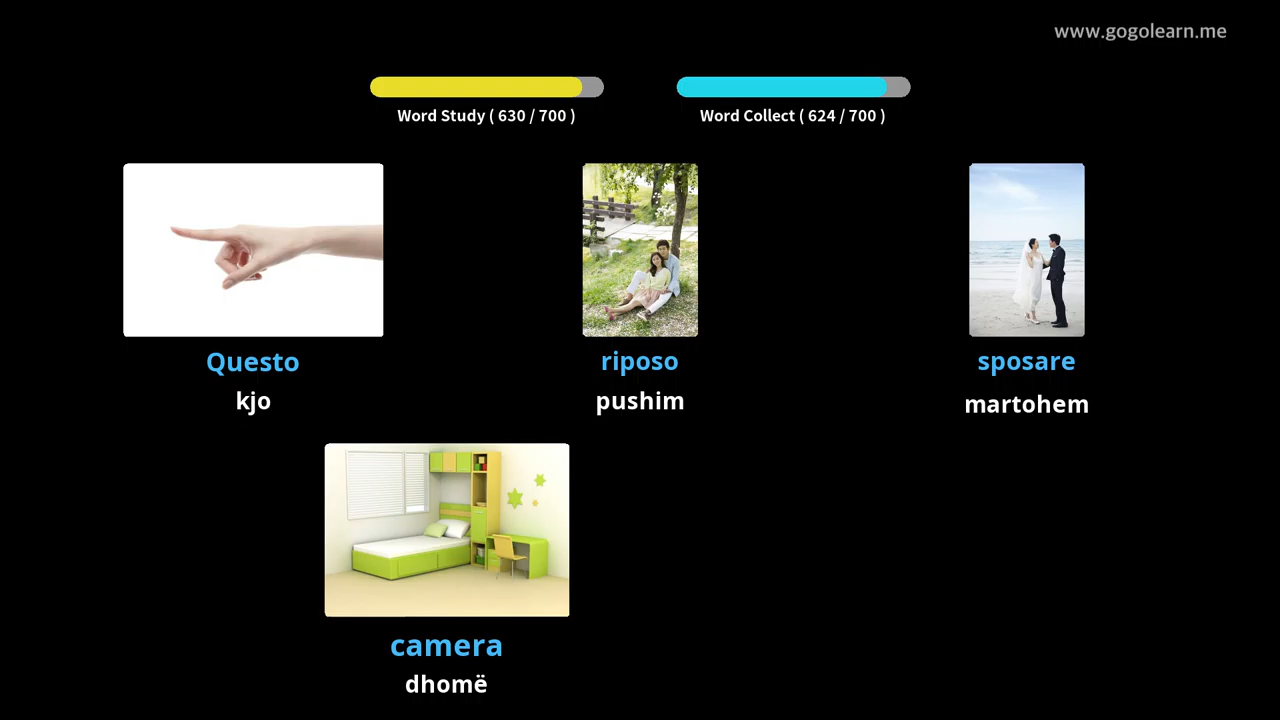 www.gogolearn.me
Word Study ( 630 / 700 )
Word Collect ( 624 / 700 )
Questo
kjo
riposo
pushim
sposare
martohem
camera
dhomë